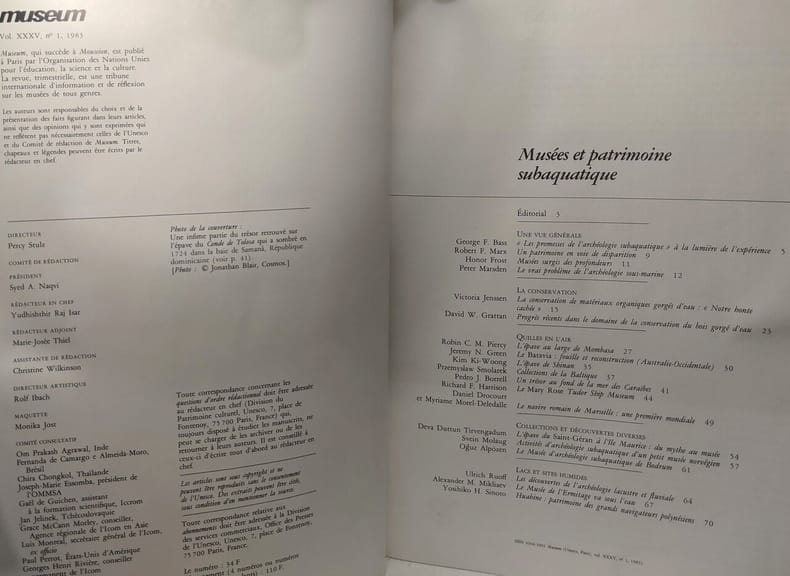 museum
Vol. XXXV, nº 1, 1983
Museum, qui succède à Mouseion, est publié
à Paris par l'Organisation des Nations Unies
pour l'éducation, la science et la culture.
La revue, trimestrielle, est une tribune
internationale d'information et de réflexion
sur les musées de tous genres.
Les auteurs sont responsables du choix et de la
présentation des faits figurant dans leurs articles,
ainsi que des opinions qui y sont exprimées qui
ne reflètent pas nécessairement celles de l'Unesco
et du Comité de rédaction de Museum. Titres,
chapeaux et légendes peuvent être écrits par le
rédacteur en chef.
DIRECTEUR
Percy Stulz
COMITÉ DE RÉDACTION
PRÉSIDENT
Syed A. Naqvi
RÉDACTEUR EN CHEF
Yudhishthir Raj Isar
RÉDACTEUR ADJOINT
Marie-Josée Thiel
ASSISTANTE DE RÉDACTION
Christine Wilkinson
DIRECTEUR ARTISTIQUE
Rolf Ibach
MAQUETTE
Monika Jost
COMITÉ CONSULTATIF
Om Prakash Agrawal, Inde
Fernanda de Camargo e Almeida-Moro,
Brésil
Chira Chongkol, Thaïlande
Joseph-Marie Essomba, président de
l'OMMSA
Gaël de Guichen, assistant
à la formation scientifique, Iccrom
Jan Jelínek, Tchécoslovaquie
Grace McCann Morley, conseiller,
Agence régionale de l'Icom en Asie
Luis Monreal, secrétaire général de l'Icom,
ex officio
Paul Perrot, États-Unis d'Amérique
Georges Henri Rivière, conseiller
permanent de l'Icom
Photo de la couverture :
Une infime partie du trésor retrouvé sur
l'épave du Conde de Tolosa qui a sombré en
1724 dans la baie de Samaná, République
dominicaine (voir p. 41).
[Photo : © Jonathan Blair, Cosmos.]
Toute correspondance concernant les
questions d'ordre rédactionnel doit être adressée
au rédacteur en chef (Division du
Patrimoine culturel, Unesco, 7, place de
Fontenoy, 75700 Paris, France) qui,
toujours disposé à étudier les manuscrits, ne
peut se charger de les archiver ou de les
retourner à leurs auteurs. Il est conseillé à
ceux-ci d'écrire tout d'abord au rédacteur en
chef.
Les articles sont sous copyright et ne
peuvent être reproduits sans le consentement
de l'Unesco. Des extraits peuvent être cités,
sous condition d'en mentionner la source.
Toute correspondance relative aux
abonnements doit être adressée à la Division
des services commerciaux, Office des Presses
de l'Unesco, Unesco, 7, place de Fontenoy,
75700 Paris, France.
Le numéro : 34 F
(4 numéros ou numéros
: 110 F.
Musées et patrimoine
subaquatique
Éditorial 3
UNE VUE GÉNÉRALE
George F. Bass « Les promesses de l'archéologie subaquatique » à la lumière de l'expérience 5
Robert F. Marx Un patrimoine en voie de disparition 9
Honor Frost Musées surgis des profondeurs 11
Peter Marsden Le vrai problème de l'archéologie sous-marine 12
LA CONSERVATION
Victoria Jenssen La conservation de matériaux organiques gorgés d'eau : « Notre honte
cachée » 15
David W. Grattan Progrès récents dans le domaine de la conservation du bois gorgé d'eau 23
QUILLES EN L'AIR
Robin C. M. Piercy L'épave au large de Mombasa 27
Jeremy N. Green Le Batavia : fouille et reconstruction (Australie-Occidentale) 30
Kim Ki-Woong L'épave de Shinan 35
Przemysław Smolarek Collections de la Baltique 37
Pedro J. Borrell Un trésor au fond de la mer des Caraïbes 41
Richard F. Harrison Le Mary Rose Tudor Ship Museum 44
Daniel Drocourt
et Myriame Morel-Deledalle Le navire romain de Marseille : une première mondiale 49
COLLECTIONS ET DÉCOUVERTES DIVERSES
Deva Duttun Tirvengadum L'épave du Saint-Géran à l'île Maurice : du mythe au musée 54
Svein Molaug Activités d'archéologie subaquatique d'un petit musée norvégien 57
Oğuz Alpözen Le Musée d'archéologie subaquatique de Bodrum 61
LACS ET SITES HUMIDES
Ulrich Ruoff Les découvertes de l'archéologie lacustre et fluviale 64
Alexander M. Mikliaev Le Musée de l'Ermitage va sous l'eau 67
Yosihiko H. Sinoto Huahine : patrimoine des grands navigateurs polynésiens 70
Museum (Unesco, Paris), vol. XXXV, nº 1, 1983